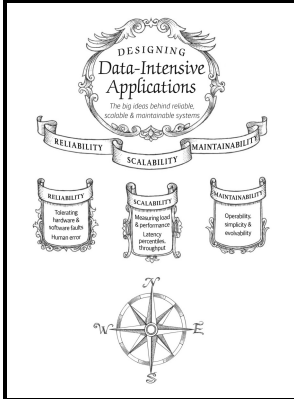 DESIGNING
Data-Intensive
Applications
The big ideas behind reliable,
scalable & maintainable systems
RELIABILITY
SCALABILITY
MAINTAINABILITY
RELIABILITY
Tolerating
hardware &
software faults
Human error
SCALABILITY
Measuring load
& performance
Latency
percentiles,
throughput
MAINTAINABILITY
Operability,
simplicity &
evolvability
N
W
E
S